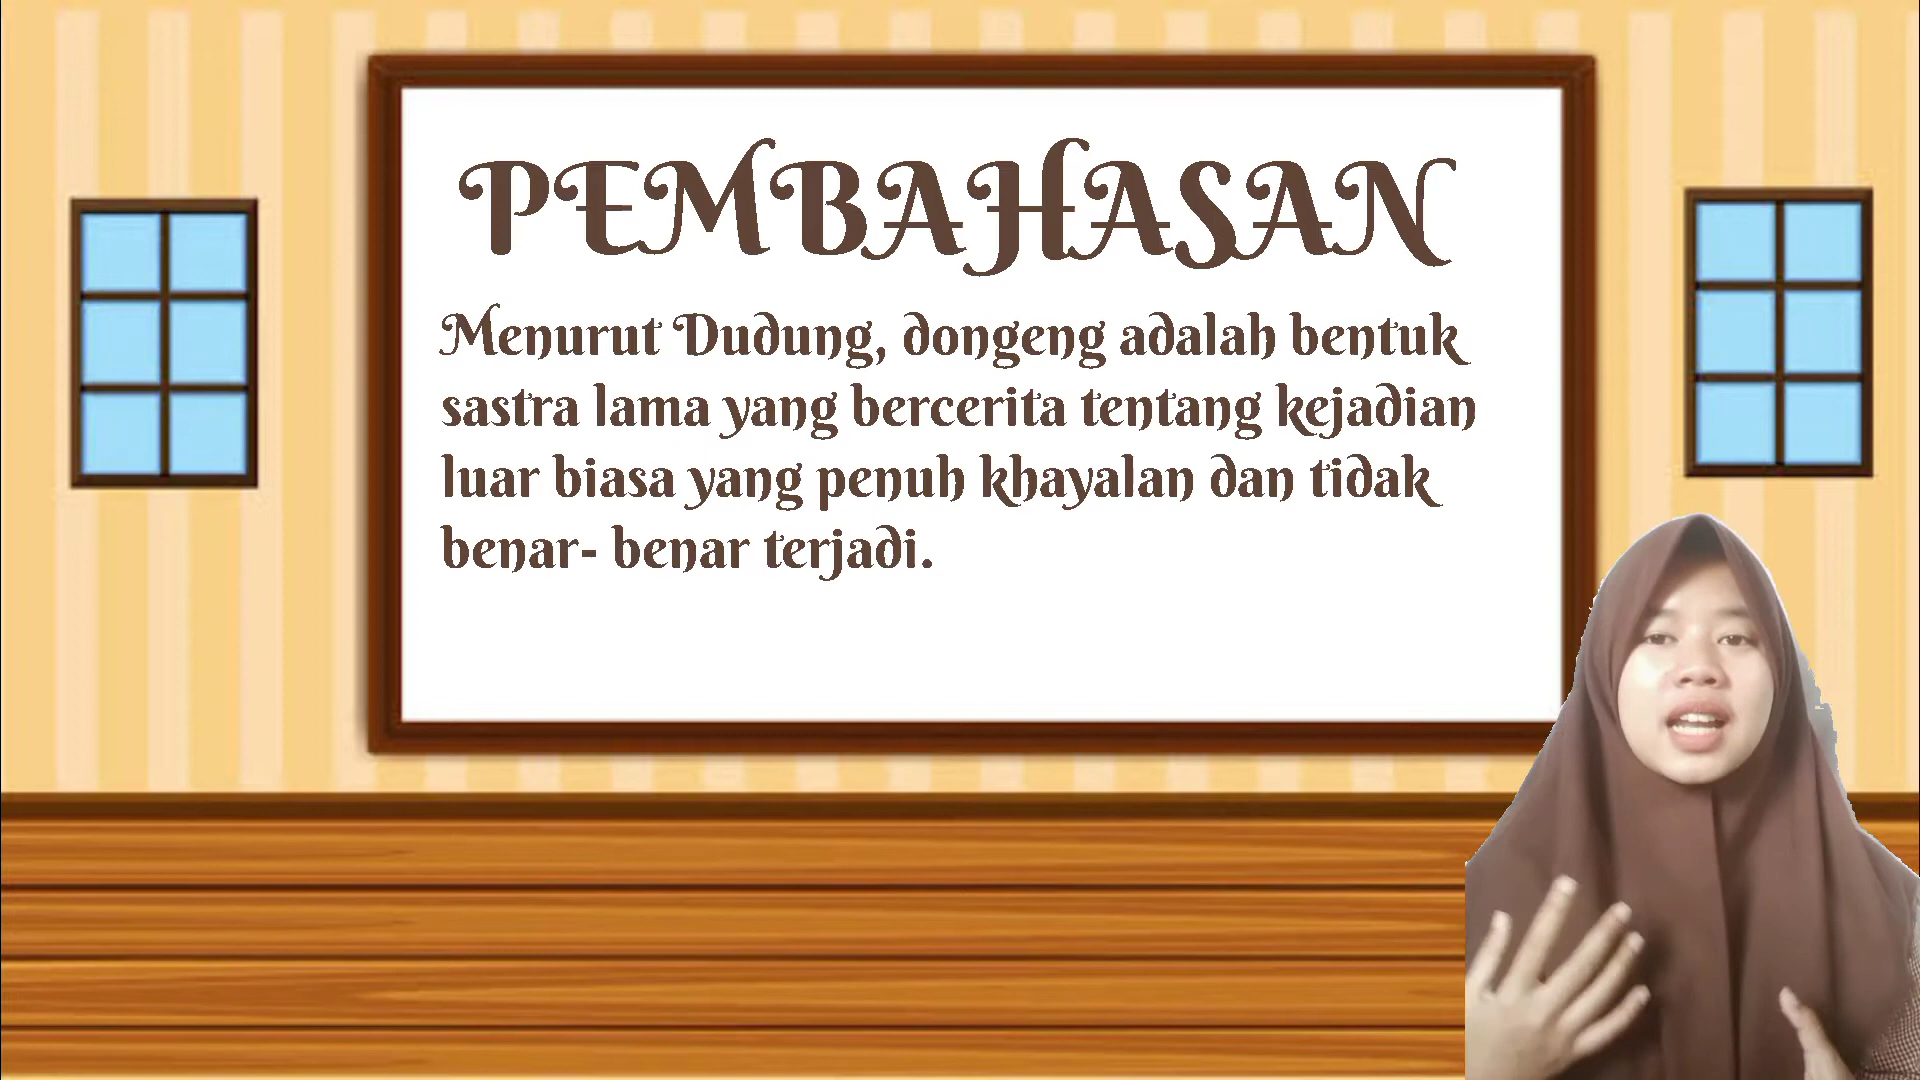 PEMBAHASAN
Menurut Dudung, dongeng adalah bentuk
sastra lama yang bercerita tentang kejadian
luar biasa yang penuh khayalan dan tidak
benar- benar terjadi.